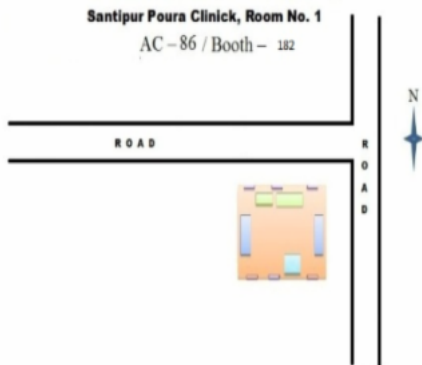 Santipur Poura Clinick, Room No. 1
AC – 86 / Booth – 182
N
ROAD
ROAD